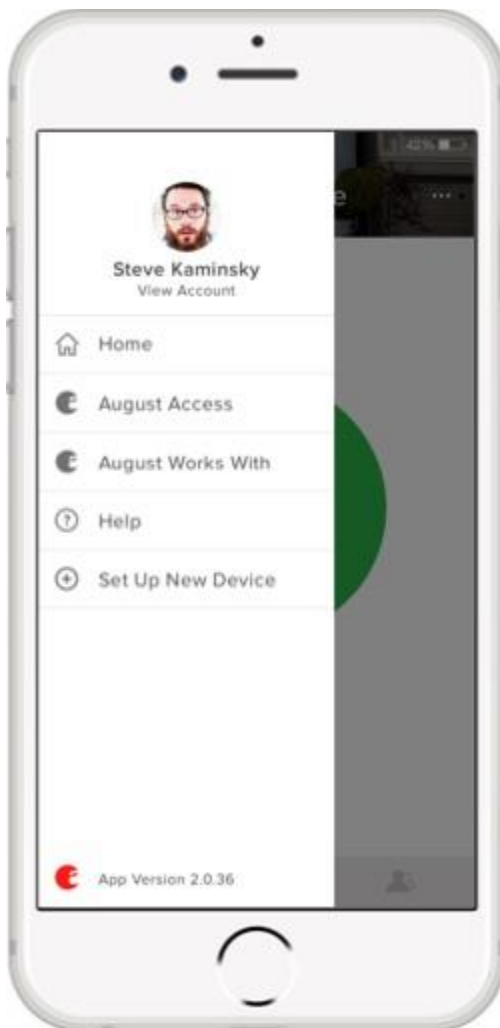 42%
e
Steve Kaminsky
View Account
Home
August Access
August Works With
Help
Set Up New Device
App Version 2.0.36